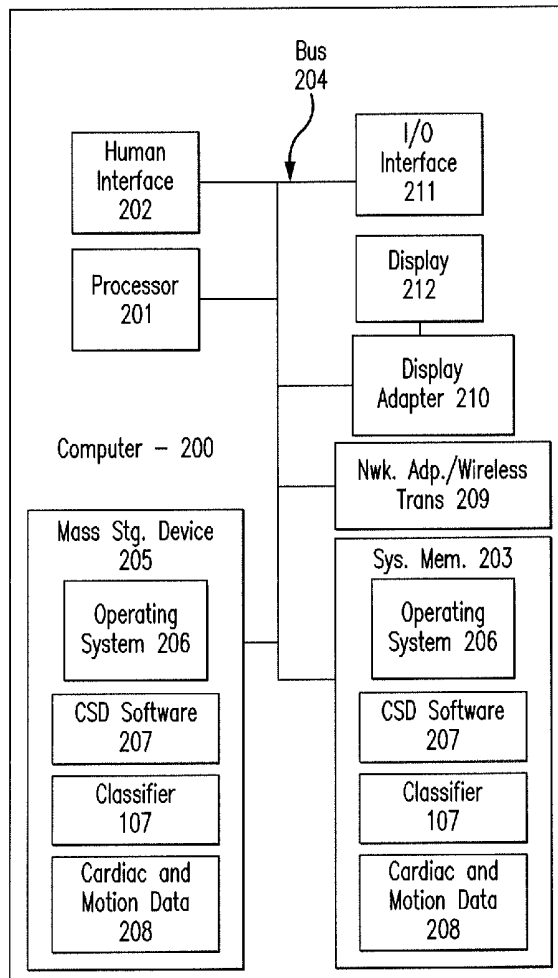 Bus
204
Human
Interface
202
I/O
Interface
211
Processor
201
Display
212
Display
Adapter 210
Computer – 200
Nwk. Adp./Wireless
Trans 209
Mass Stg. Device
205
Operating
System 206
CSD Software
207
Classifier
107
Cardiac and
Motion Data
208
Sys. Mem. 203
Operating
System 206
CSD Software
207
Classifier
107
Cardiac and
Motion Data
208